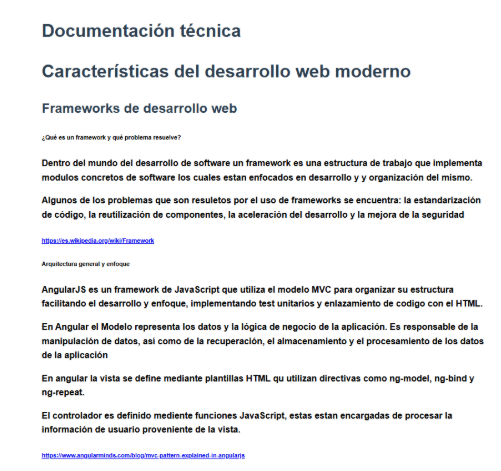 Documentación técnica
Características del desarrollo web moderno
Frameworks de desarrollo web
¿Qué es un framework y qué problema resuelve?
Dentro del mundo del desarrollo de software un framework es una estructura de trabajo que implementa
modulos concretos de software los cuales estan enfocados en desarrollo y y organización del mismo.
Algunos de los problemas que son resuletos por el uso de frameworks se encuentra: la estandarización
de código, la reutilización de componentes, la aceleración del desarrollo y la mejora de la seguridad
https://es.wikipedia.org/wiki/Framework
Arquitectura general y enfoque
AngularJS es un framework de JavaScript que utiliza el modelo MVC para organizar su estructura
facilitando el desarrollo y enfoque, implementando test unitarios y enlazamiento de codigo con el HTML.
En Angular el Modelo representa los datos y la lógica de negocio de la aplicación. Es responsable de la
manipulación de datos, asi como de la recuperación, el almacenamiento y el procesamiento de los datos
de la aplicación
En angular la vista se define mediante plantillas HTML qu utilizan directivas como ng-model, ng-bind y
ng-repeat.
El controlador es definido mediente funciones JavaScript, estas estan encargadas de procesar la
información de usuario proveniente de la vista.
https://www.angularminds.com/blog/mvc-pattern-explained-in-angularjs